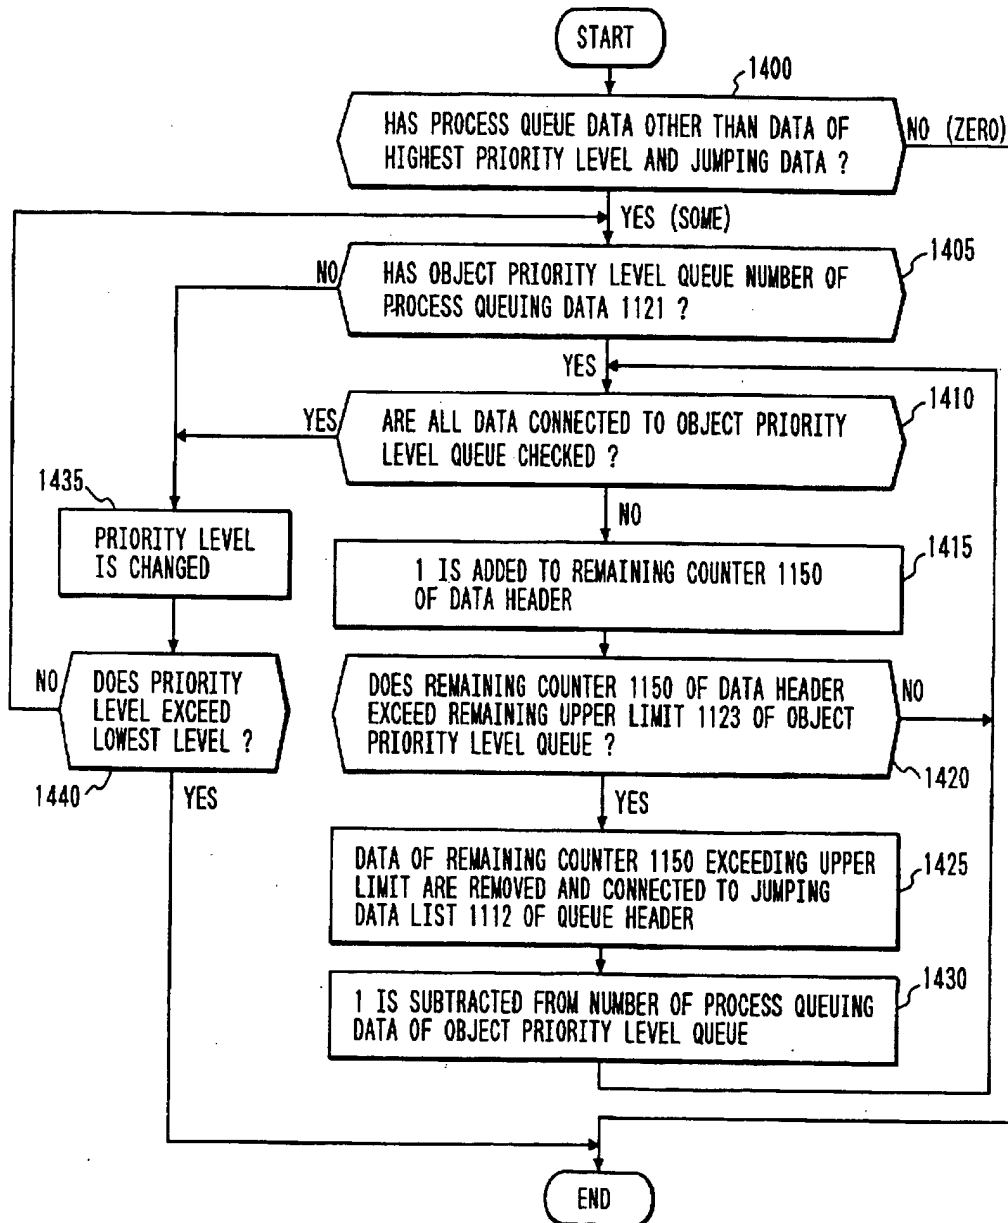 START
1400
HAS PROCESS QUEUE DATA OTHER THAN DATA OF
HIGHEST PRIORITY LEVEL AND JUMPING DATA ?
NO (ZERO)
YES (SOME)
1405
NO
HAS OBJECT PRIORITY LEVEL QUEUE NUMBER OF
PROCESS QUEUING DATA 1121 ?
YES
1410
YES
ARE ALL DATA CONNECTED TO OBJECT PRIORITY
LEVEL QUEUE CHECKED ?
1435
NO
PRIORITY LEVEL
IS CHANGED
1415
1 IS ADDED TO REMAINING COUNTER 1150
OF DATA HEADER
NO
DOES PRIORITY
LEVEL EXCEED
LOWEST LEVEL ?
DOES REMAINING COUNTER 1150 OF DATA HEADER
EXCEED REMAINING UPPER LIMIT 1123 OF OBJECT
PRIORITY LEVEL QUEUE ?
NO
1440
YES
1420
YES
DATA OF REMAINING COUNTER 1150 EXCEEDING UPPER
LIMIT ARE REMOVED AND CONNECTED TO JUMPING
DATA LIST 1112 OF QUEUE HEADER
1425
1 IS SUBTRACTED FROM NUMBER OF PROCESS QUEUING
DATA OF OBJECT PRIORITY LEVEL QUEUE
1430
END